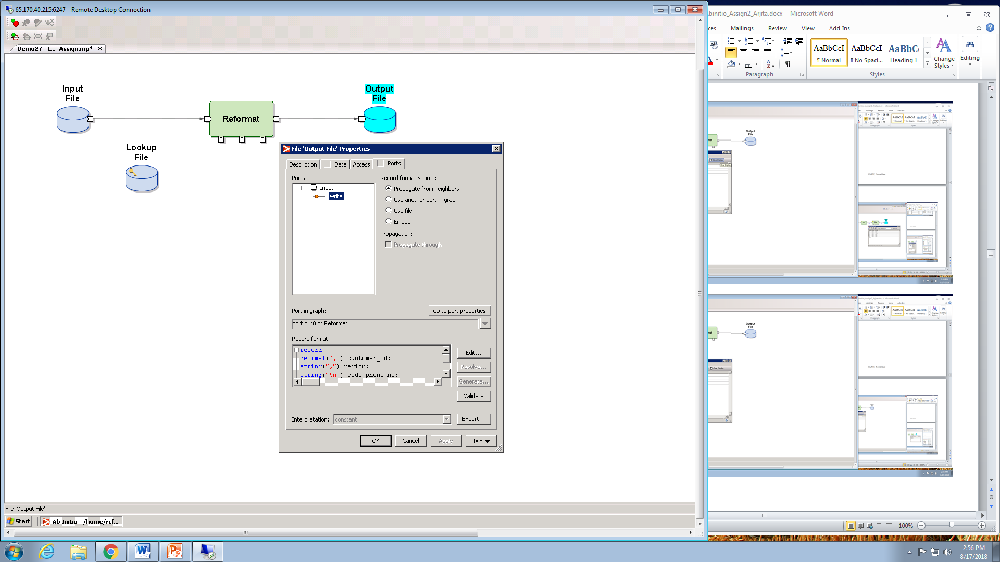 65.170.40.215:6247 - Remote Desktop Connection
Demo27 - L..._Assign.mp*
Input
File
Reformat
Output
File
Lookup
File
File 'Output File' Properties
Description
Data
Access
Ports
Ports:
Input
write
Record format source:
Propagate from neighbors
Use another port in graph
Use file
Embed
Propagation:
Propagate through
Port in graph:
Go to port properties
port out0 of Reformat
Record format:
record
decimal(",") cuntomer_id;
string(",") region;
string("\n") code_phone_no;
Edit...
Resolve...
Generate...
Validate
Interpretation:
constant
Export...
OK
Cancel
Apply
Help
File 'Output File'
Start
Ab Initio - /home/rcf...
binitio_Assign2_Arjita.docx - Microsoft Word
ces
Mailings
Review
View
Add-Ins
AaBbCcI
¶ Normal
AaBbCcI
¶ No Spaci...
AaBbCc
Heading 1
Change
Styles
Editing
Paragraph
Styles
Output
File
IGATE Sensitive
Output
File
IGATE Sensitive
100%
2:56 PM
8/17/2018